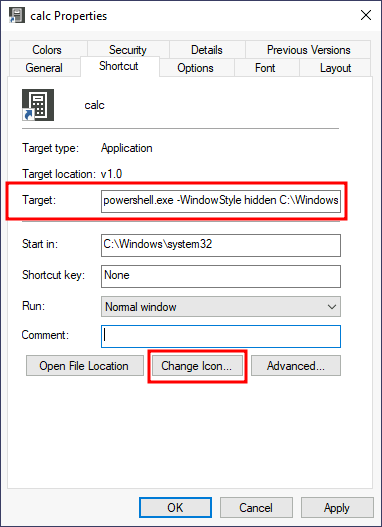 calc Properties
Colors Security Details Previous Versions
General Shortcut Options Font Layout
calc
Target type: Application
Target location: v1.0
Target: powershell.exe -WindowStyle hidden C:\Windows
Start in: C:\Windows\system32
Shortcut key: None
Run: Normal window
Comment:
Open File Location Change Icon... Advanced...
OK Cancel Apply